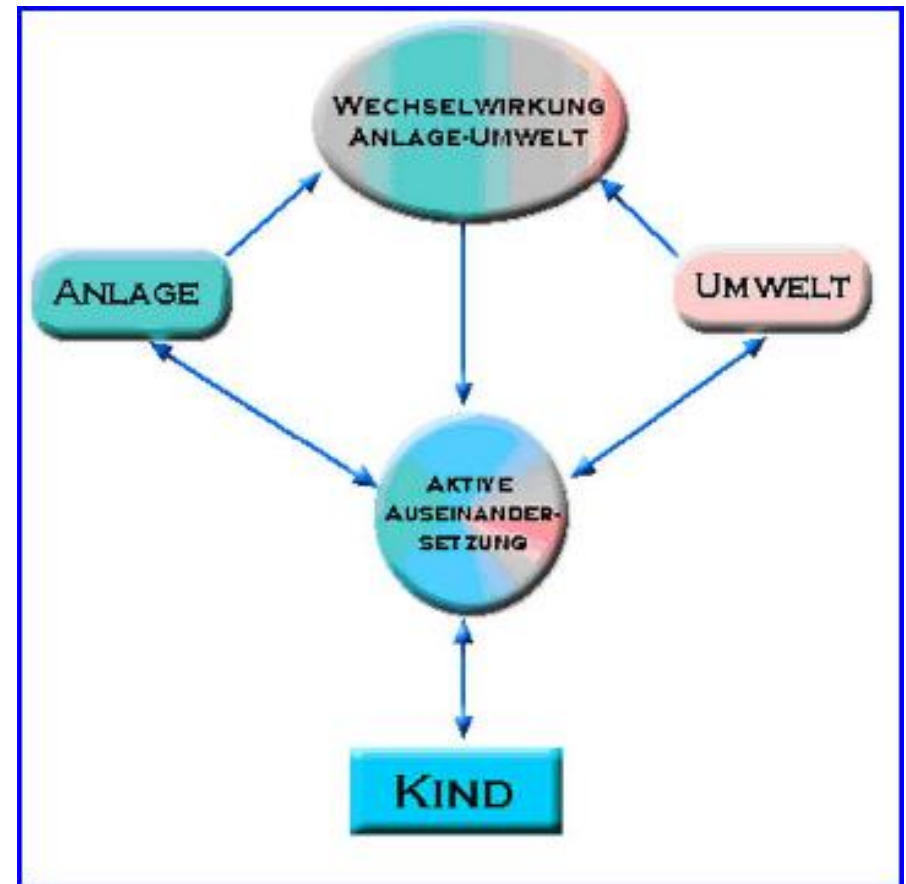 WECHSELWIRKUNG
ANLAGE-UMWELT
ANLAGE
UMWELT
AKTIVE
AUSEINANDER-
SETZUNG
KIND